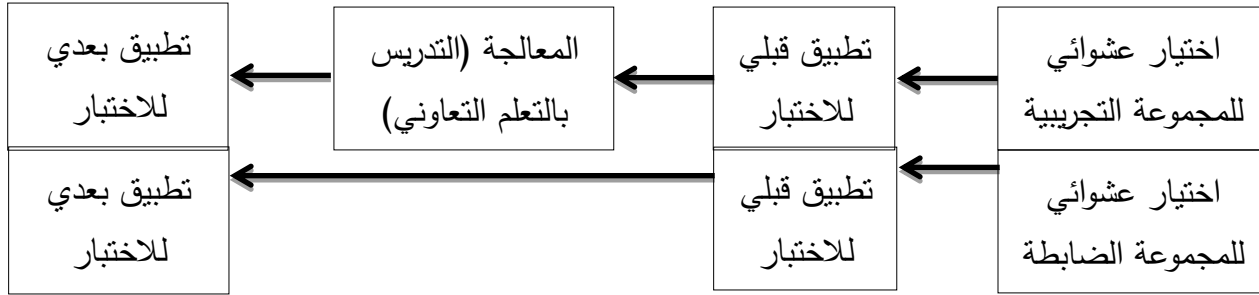 اختيار عشوائي
للمجموعة التجريبية
تطبيق قبلي
للاختبار
المعالجة (التدريس
بالتعلم التعاوني)
تطبيق بعدي
للاختبار
اختيار عشوائي
للمجموعة الضابطة
تطبيق قبلي
للاختبار
تطبيق بعدي
للاختبار